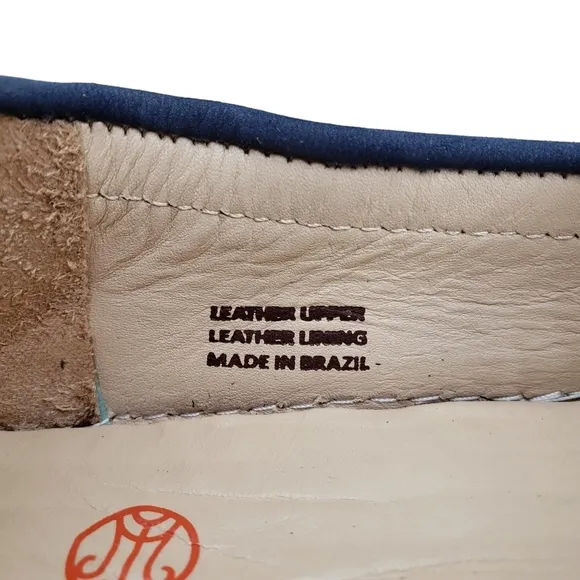 LEATHER UPPER
LEATHER LINING
MADE IN BRAZIL